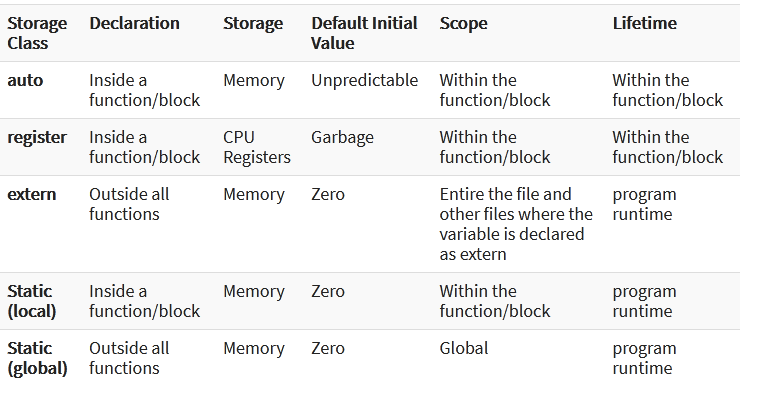 Storage Class | Declaration | Storage | Default Initial Value | Scope | Lifetime
auto | Inside a function/block | Memory | Unpredictable | Within the function/block | Within the function/block
register | Inside a function/block | CPU Registers | Garbage | Within the function/block | Within the function/block
extern | Outside all functions | Memory | Zero | Entire the file and other files where the variable is declared as extern | program runtime
Static (local) | Inside a function/block | Memory | Zero | Within the function/block | program runtime
Static (global) | Outside all functions | Memory | Zero | Global | program runtime